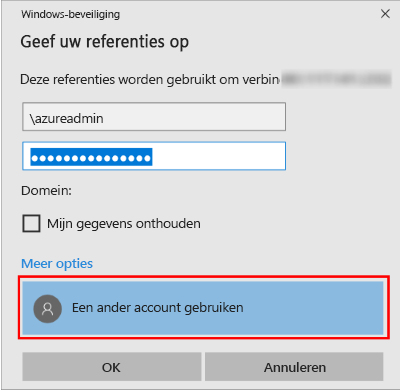 Windows-beveiliging
Geef uw referenties op
Deze referenties worden gebruikt om verbin
\azureadmin
Domein:
Mijn gegevens onthouden
Meer opties
Een ander account gebruiken
OK
Annuleren